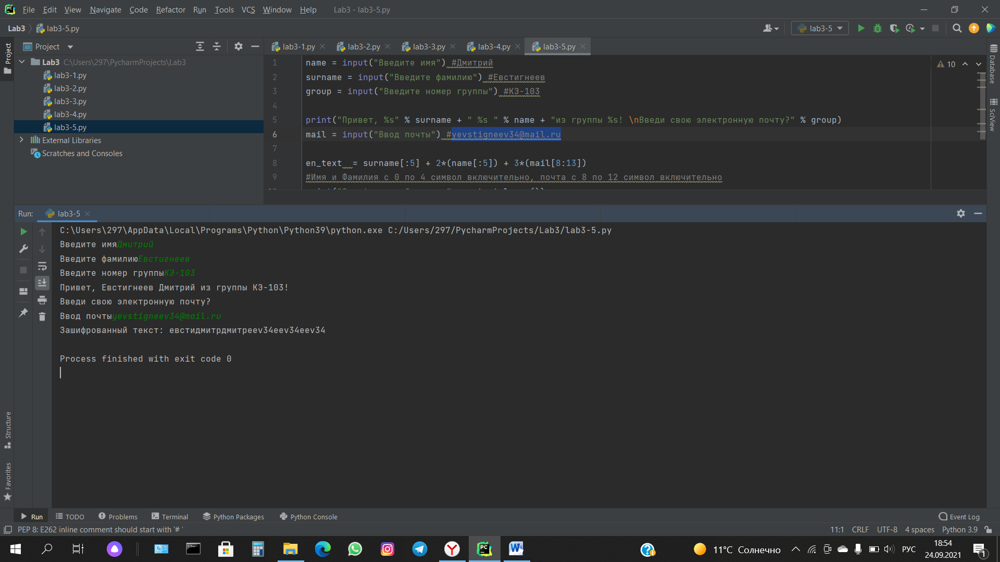 File Edit View Navigate Code Refactor Run Tools VCS Window Help Lab3 - lab3-5.py
Lab3 lab3-5.py
lab3-5
Project
Project
Lab3 C:\Users\297\PycharmProjects\Lab3
lab3-1.py
lab3-2.py
lab3-3.py
lab3-4.py
lab3-5.py
External Libraries
Scratches and Consoles
lab3-1.py lab3-2.py lab3-3.py lab3-4.py lab3-5.py
1 name = input("Введите имя") #Дмитрий
2 surname = input("Введите фамилию") #Евстигнеев
3 group = input("Введите номер группы") #КЭ-103
4
5 print("Привет, %s" % surname + " %s " % name + "из группы %s! \nВведи свою электронную почту?" % group)
6 mail = input("Ввод почты") #yevstigneev34@mail.ru
7
8 en_text = surname[:5] + 2*(name[:5]) + 3*(mail[8:13])
9 #Имя и Фамилия с 0 по 4 символ включительно, почта с 8 по 12 символ включительно
10
Database
SciView
Run: lab3-5
C:\Users\297\AppData\Local\Programs\Python\Python39\python.exe C:/Users/297/PycharmProjects/Lab3/lab3-5.py
Введите имяДмитрий
Введите фамилиюЕвстигнеев
Введите номер группыКЭ-103
Привет, Евстигнеев Дмитрий из группы КЭ-103!
Введи свою электронную почту?
Ввод почтыyevstigneev34@mail.ru
Зашифрованный текст: евстидмитрдмитрeev34eev34eev34
Process finished with exit code 0
Structure
Favorites
Run TODO Problems Terminal Python Packages Python Console Event Log
PEP 8: E262 inline comment should start with '# '
11:1 CRLF UTF-8 4 spaces Python 3.9
11°C Солнечно РУС
18:54
24.09.2021
1